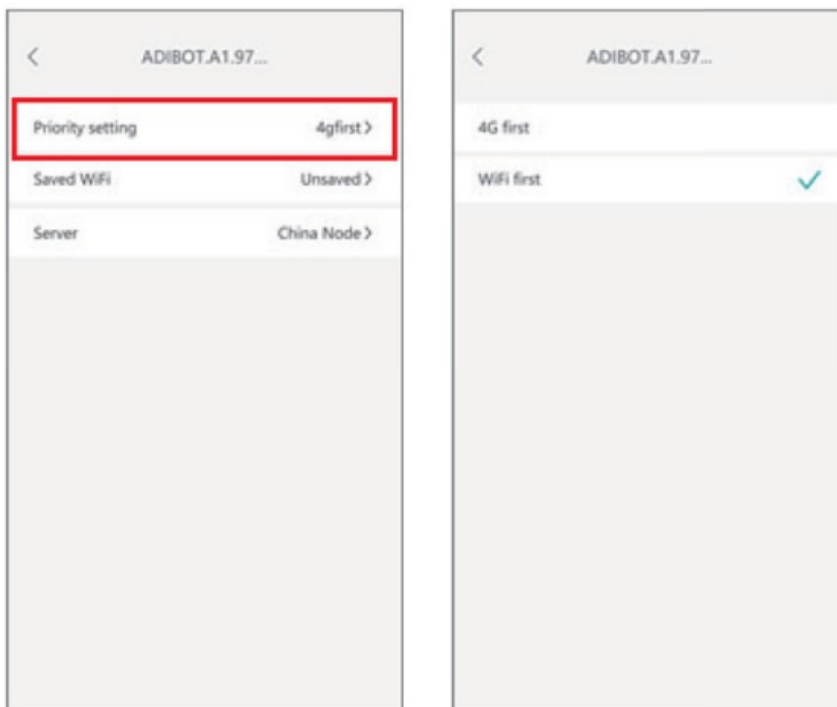 ADIBOT.A1.97...
Priority setting 4gfirst >
Saved WiFi Unsaved >
Server China Node >
ADIBOT.A1.97...
4G first
WiFi first